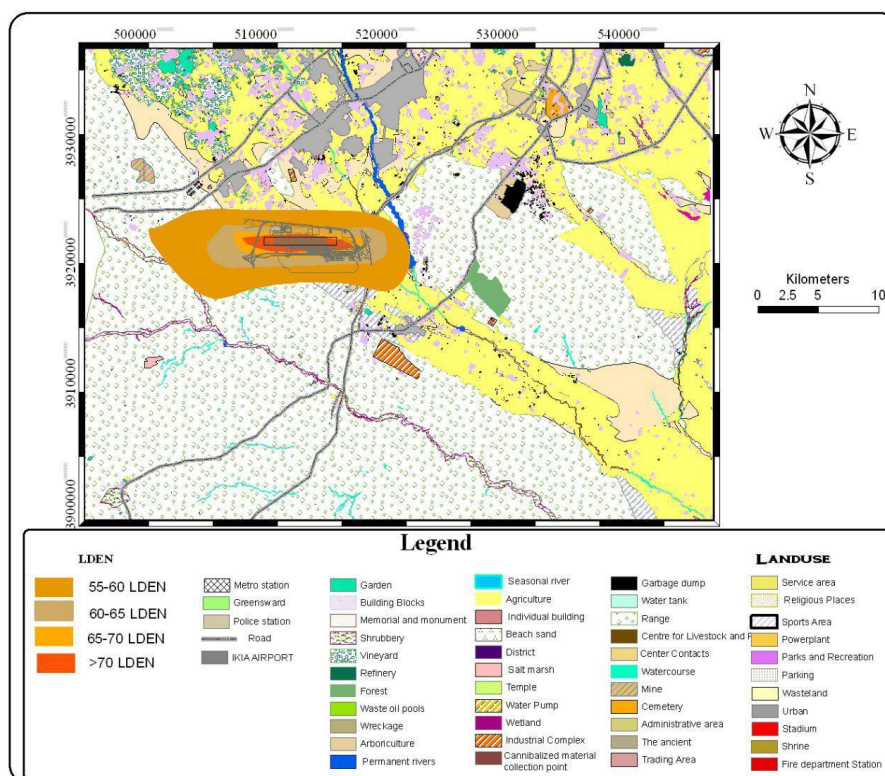 5000000 5100000 5200000 5300000 5400000
3930000
3920000
3910000
3900000
N
W E
S
Kilometers
0 2.5 5 10
Legend
LDEN
55-60 LDEN
60-65 LDEN
65-70 LDEN
>70 LDEN
Metro station
Greensward
Police station
Road
IKIA AIRPORT
Garden
Building Blocks
Memorial and monument
Shrubbery
Vineyard
Refinery
Forest
Waste oil pools
Wreckage
Arboriculture
Permanent rivers
Seasonal river
Agriculture
Individual building
Beach sand
District
Salt marsh
Temple
Water Pump
Wetland
Industrial Complex
Cannibalized material
collection point
Garbage dump
Water tank
Range
Centre for Livestock and
Center Contacts
Watercourse
Mine
Cemetery
Administrative area
The ancient
Trading Area
LANDUSE
Service area
Religious Places
Sports Area
Powerplant
Parks and Recreation
Parking
Wasteland
Urban
Stadium
Shrine
Fire department Station